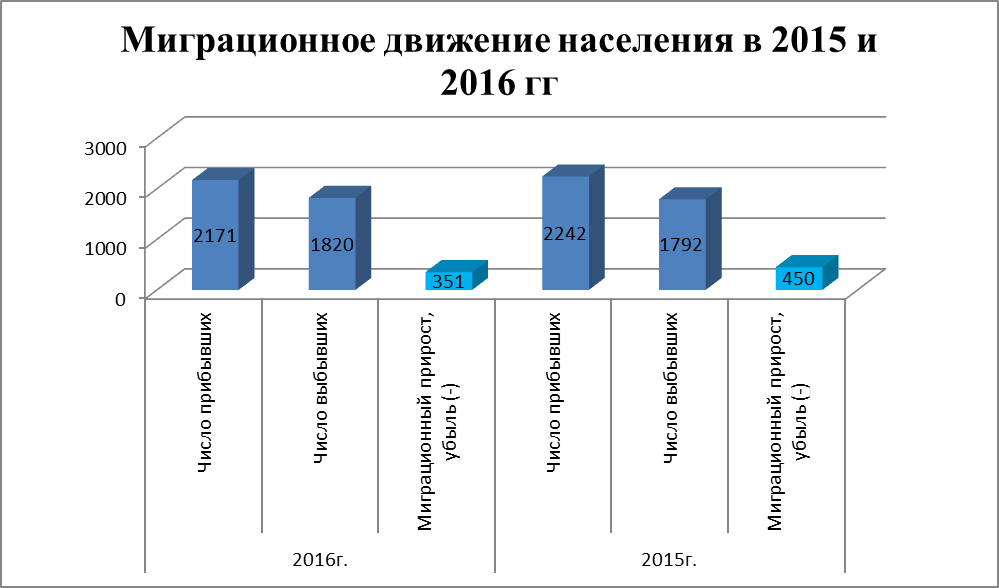 Миграционное движение населения в 2015 и
2016 гг
3000
2000
1000
0
2171
1820
351
2242
1792
450
Число прибывших
Число выбывших
Миграционный прирост,
убыль (-)
Число прибывших
Число выбывших
Миграционный прирост,
убыль (-)
2016г.
2015г.